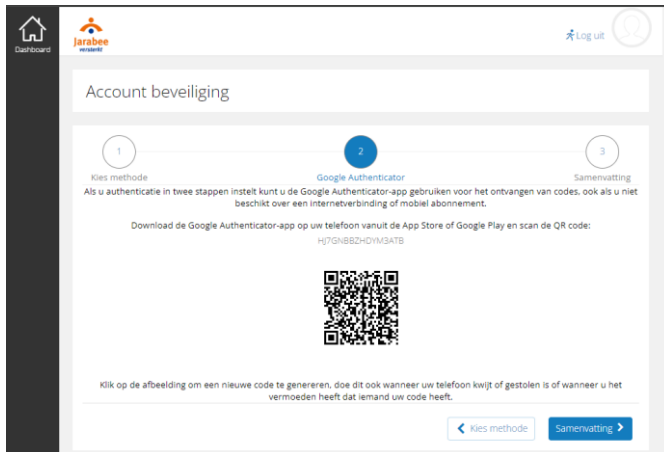 Dashboard
Jarabee
versterkt!
Log uit
Account beveiliging
1
2
3
Kies methode
Google Authenticator
Samenvatting
Als u authenticatie in twee stappen instelt kunt u de Google Authenticator-app gebruiken voor het ontvangen van codes. ook als u niet
beschikt over een internetverbinding of mobiel abonnement.
Download de Google Authenticator-app op uw telefoon vanuit de App Store of Google Play en scan de QR code:
HJ7GNBBZHDYM3ATB
Klik op de afbeelding om een nieuwe code te genereren, doe dit ook wanneer uw telefoon kwijt of gestolen is of wanneer u het
vermoeden heeft dat iemand uw code heeft.
Kies methode
Samenvatting